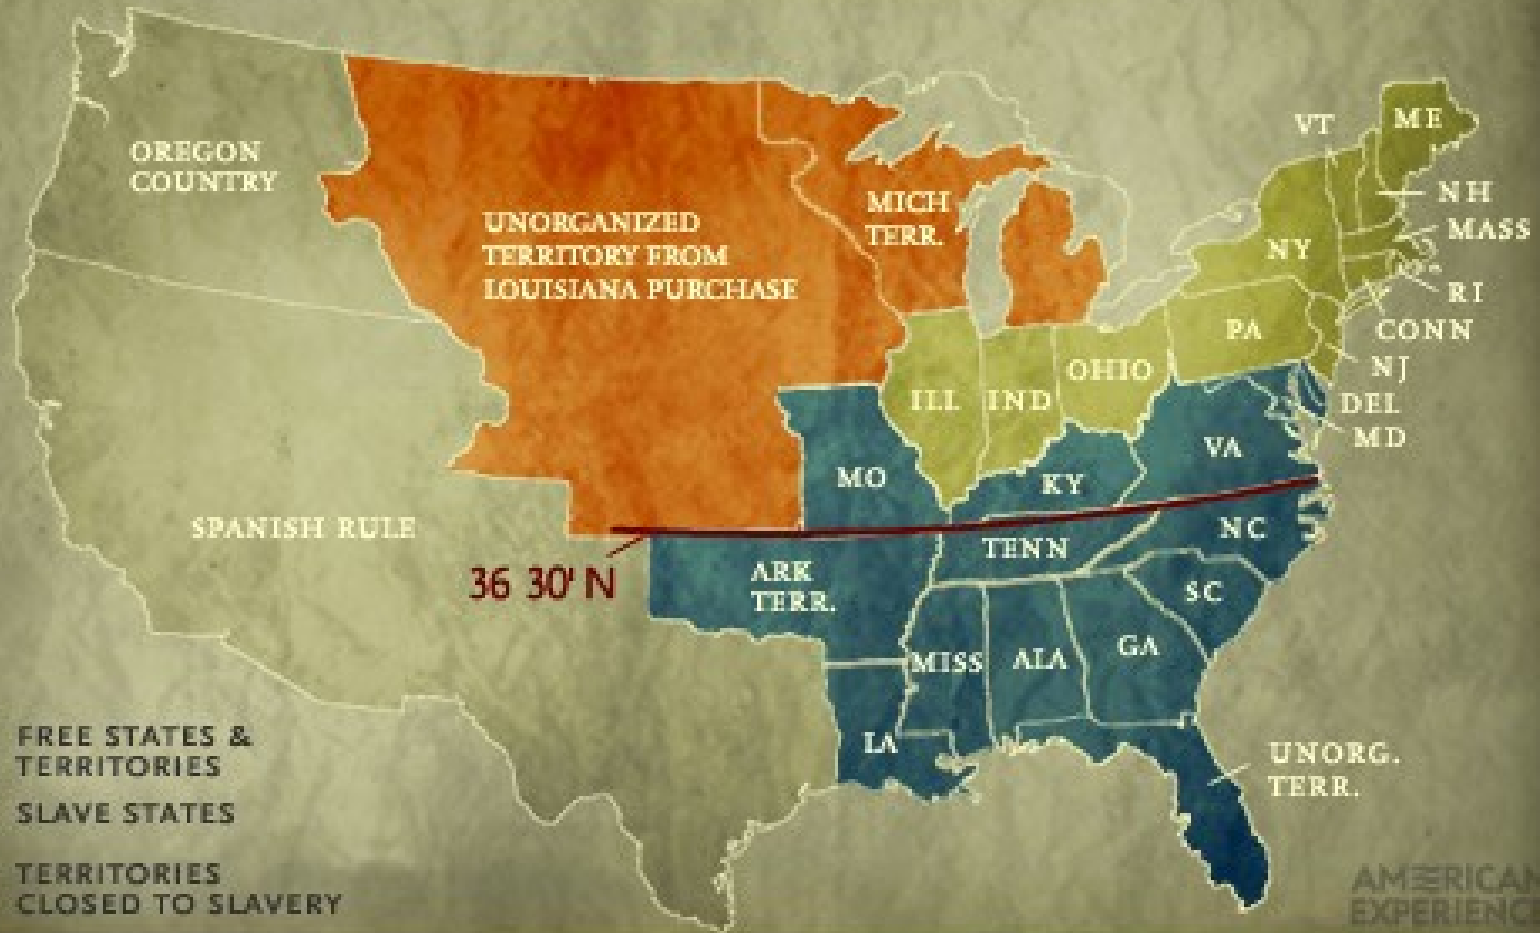 OREGON
COUNTRY
UNORGANIZED
TERRITORY FROM
LOUISIANA PURCHASE
MICH
TERR.
VT
ME
NH
MASS
NY
RI
CONN
PA
NJ
DEL
MD
ILL
IND
OHIO
MO
KY
VA
SPANISH RULE
36 30' N
ARK
TERR.
TENN
NC
SC
MISS
ALA
GA
LA
UNORG.
TERR.
FREE STATES &
TERRITORIES
SLAVE STATES
TERRITORIES
CLOSED TO SLAVERY
AMERICAN
EXPERIENCE